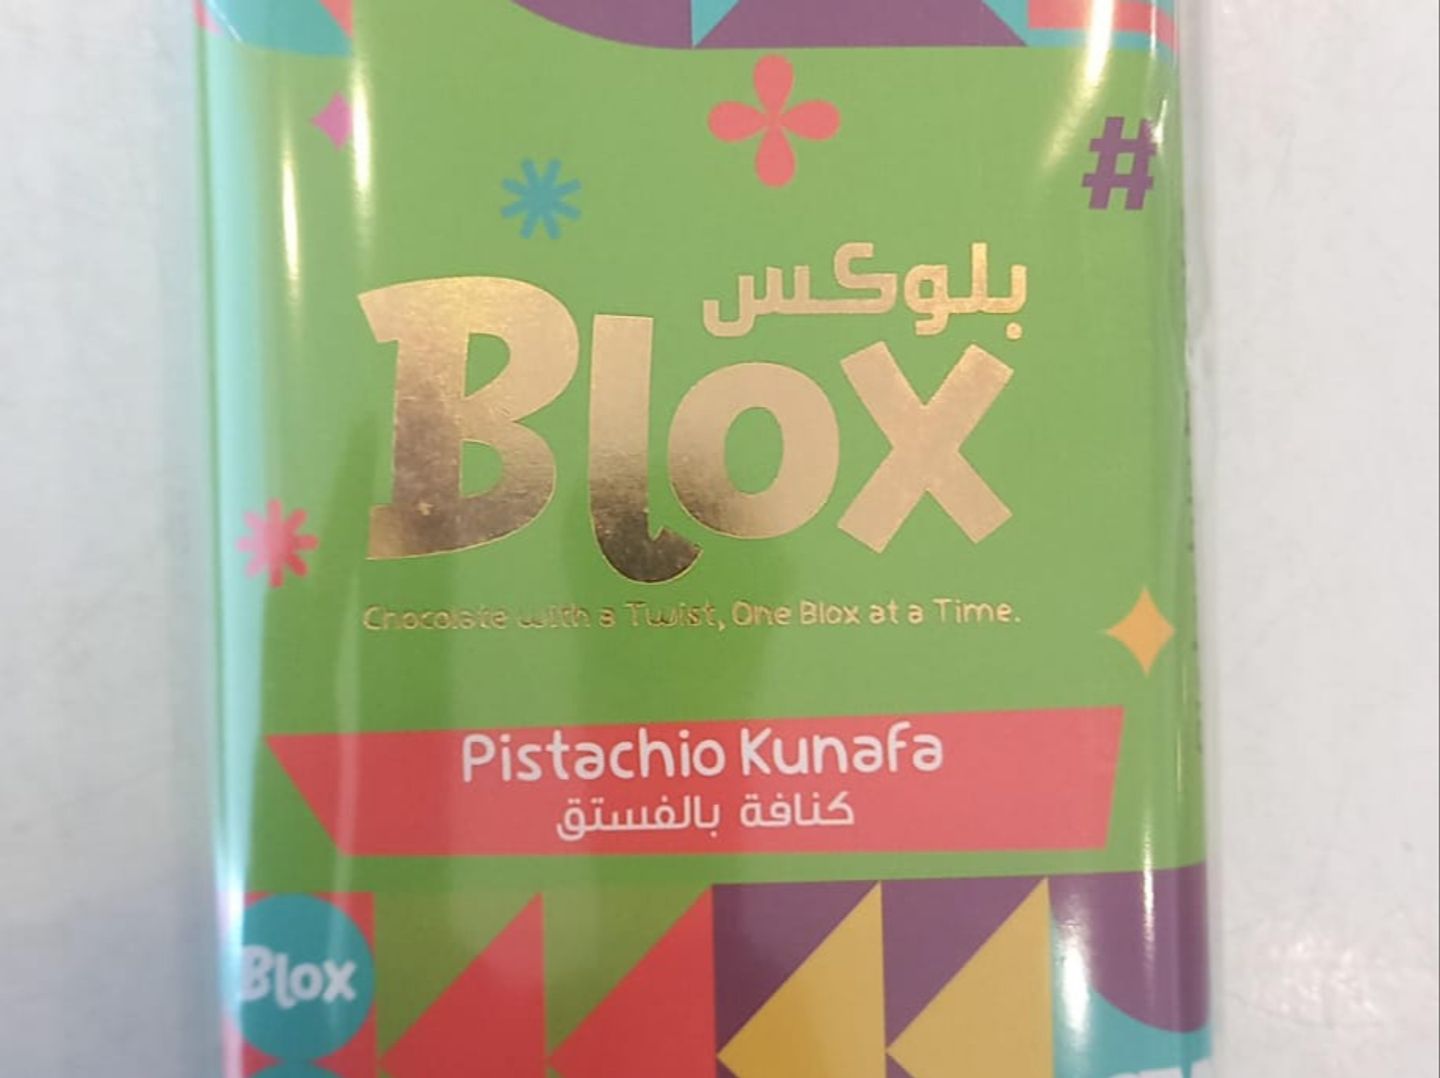 #
بلوكس
Blox
Chocolate with a Twist, One Blox at a Time.
Pistachio Kunafa
كنافة بالفستق
Blox